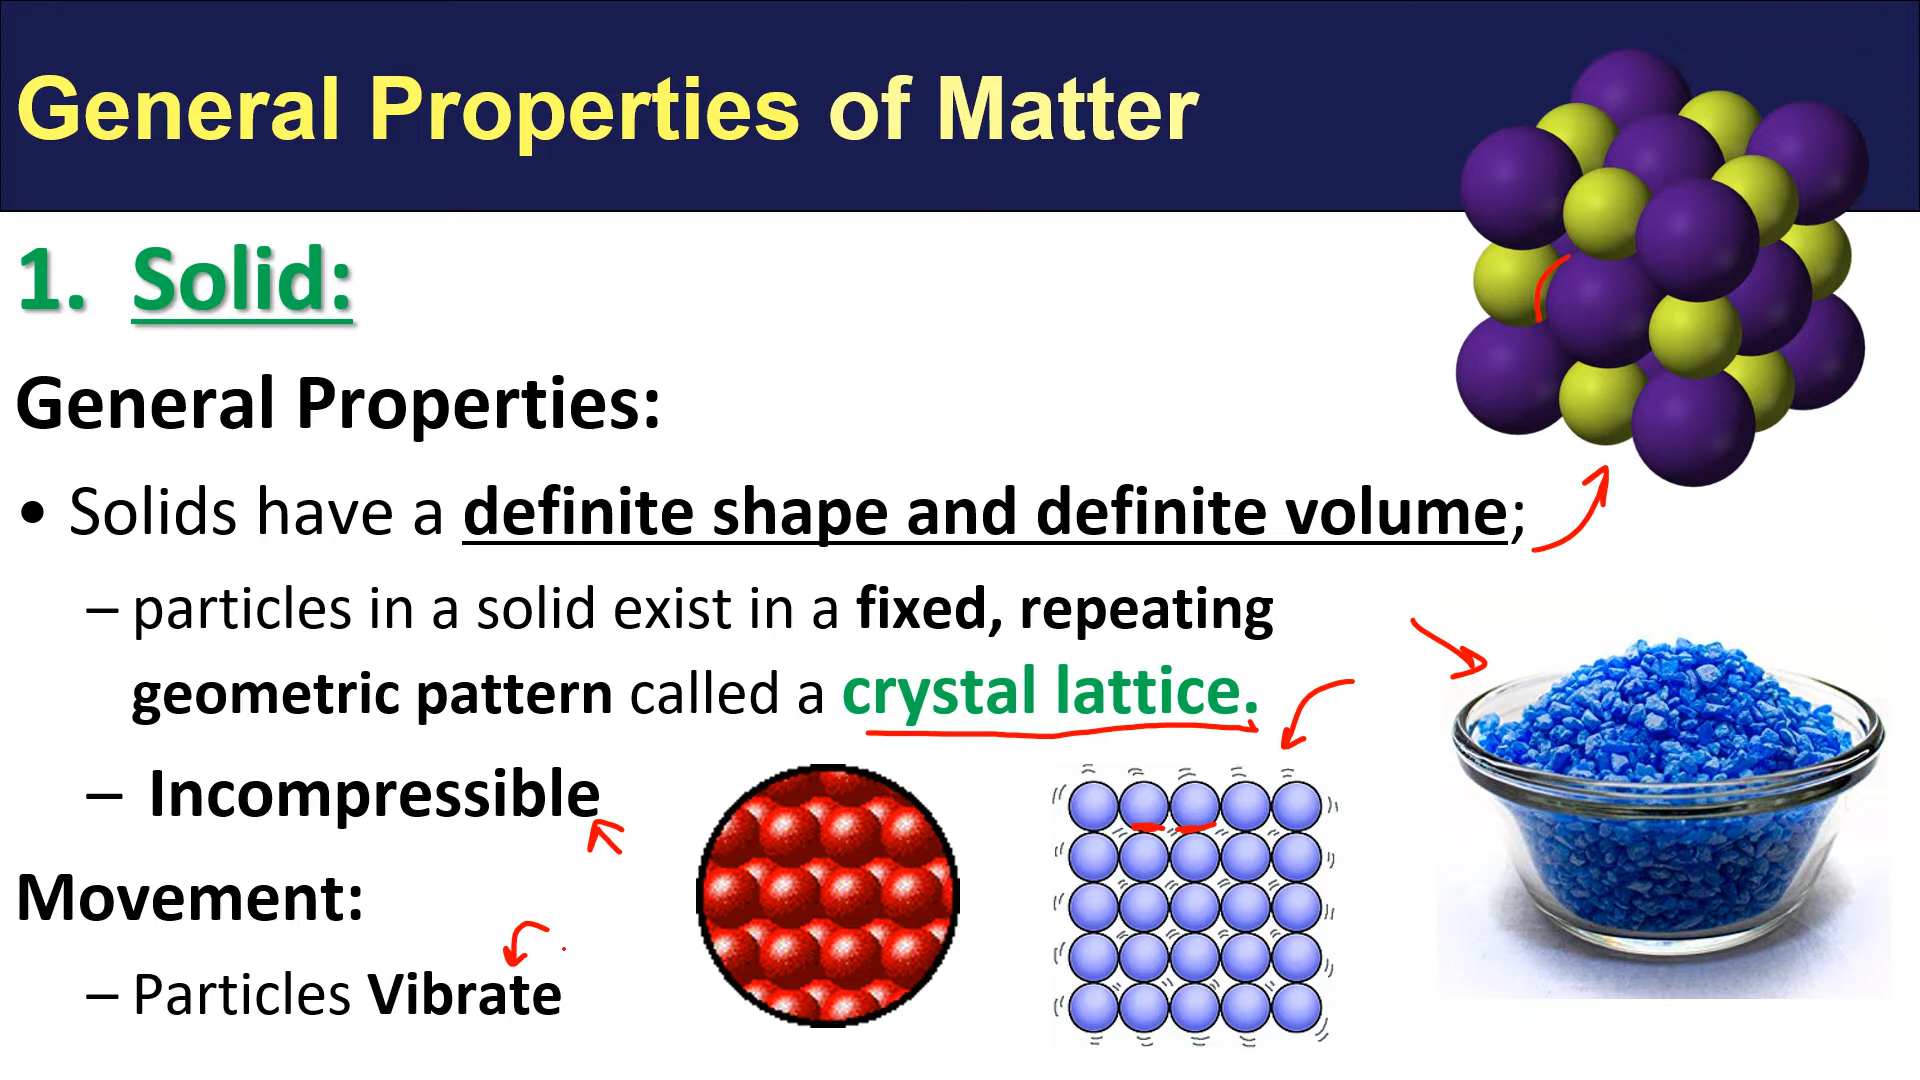 General Properties of Matter
1. Solid:
General Properties:
• Solids have a definite shape and definite volume;
– particles in a solid exist in a fixed, repeating
geometric pattern called a crystal lattice.
– Incompressible
Movement:
– Particles Vibrate